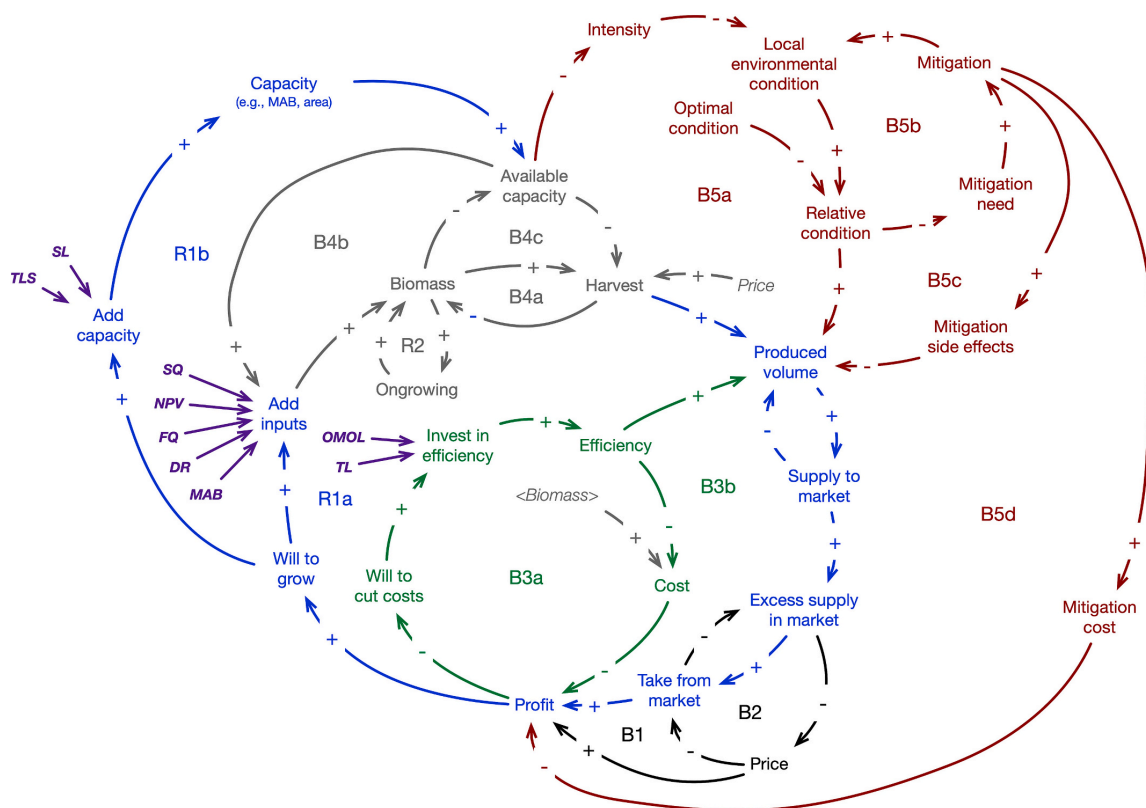 Intensity
Local
environmental
condition
Mitigation
Capacity
(e.g., MAB, area)
Optimal
condition
B5b
Available
capacity
Mitigation
need
B5a
Relative
condition
R1b
B4b
B4c
SL
TLS
Biomass
B4a
Harvest
Price
B5c
Add
capacity
R2
Mitigation
side effects
Produced
volume
SQ
NPV
FQ
DR
MAB
Add
inputs
Ongrowing
OMOL
TL
Invest in
efficiency
Efficiency
R1a
<Biomass>
B3b
Supply to
market
B5d
Will to
grow
Will to
cut costs
B3a
Cost
Excess supply
in market
Mitigation
cost
Profit
Take from
market
B1
B2
Price
+
-
+
-
+
+
-
+
-
-
+
+
-
+
-
+
+
-
+
+
+
+
-
+
+
+
+
-
+
-
+
+
+
-
+
+
-
+
-
-
+
-
+
-
-